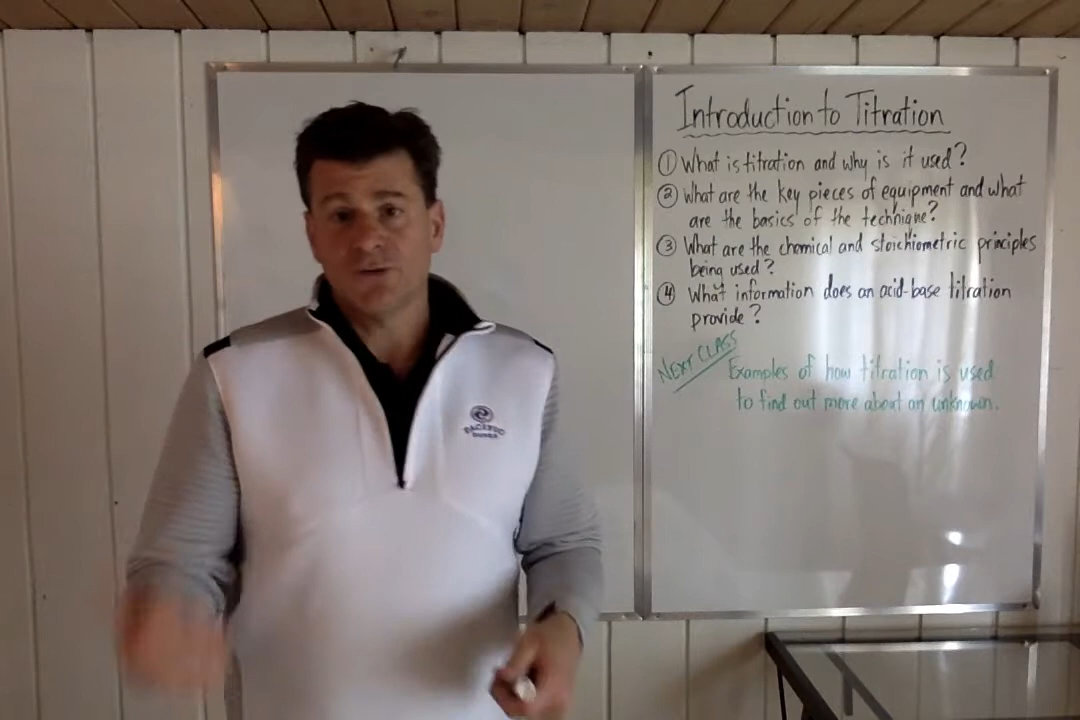 Introduction to Titration
① What is titration and why is it used?
② What are the key pieces of equipment and what
are the basics of the technique?
③ What are the chemical and stoichiometric principles
being used?
④ What information does an acid-base titration
provide?
NEXT CLASS
Examples of how titration is used
to find out more about an unknown.
PACIFIC
DUNES